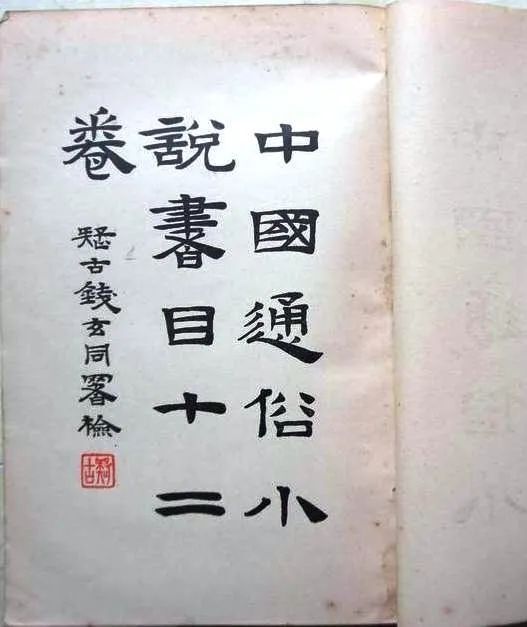 中國通俗小
說書目十二
卷
疑古錢玄同署檢